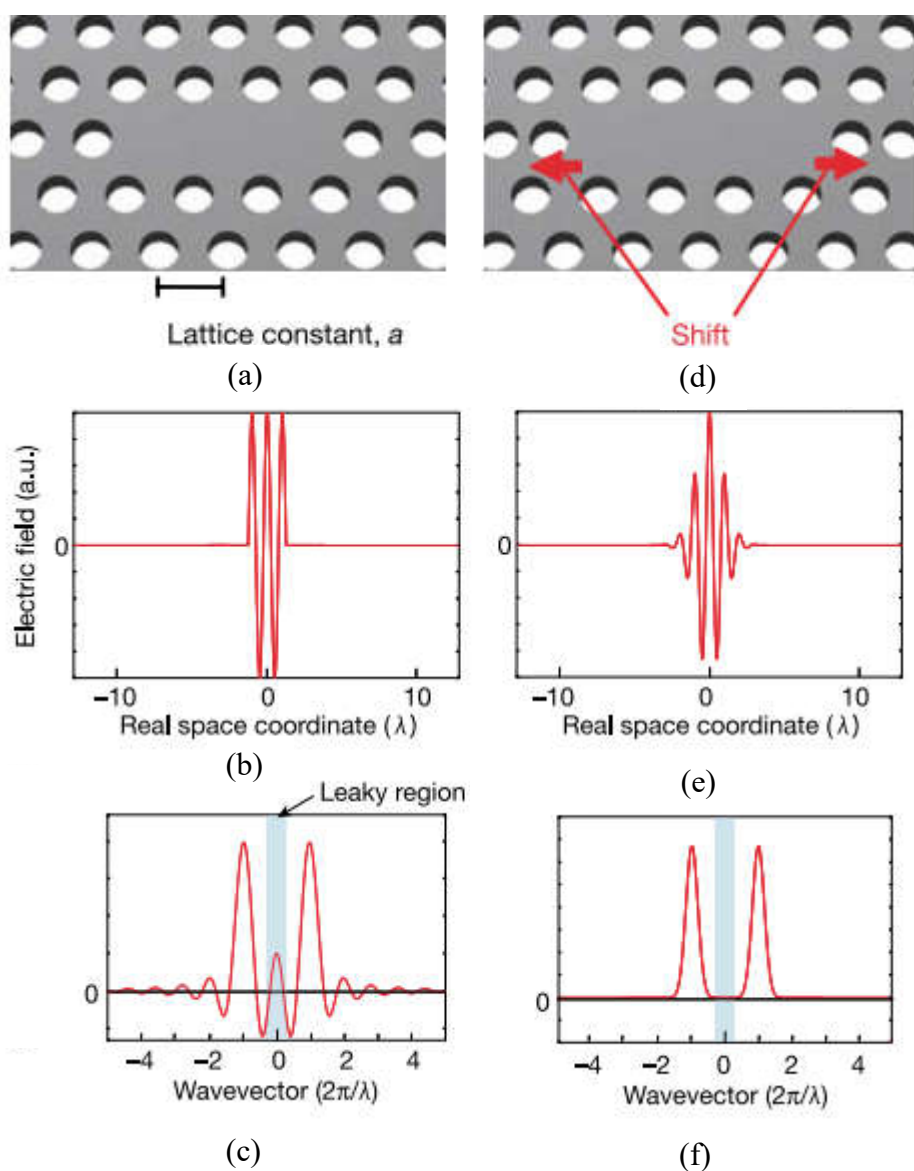 Lattice constant, a
(a)
Shift
(d)
Electric field (a.u.)
0
−10 0 10
Real space coordinate (λ)
(b)
0
−10 0 10
Real space coordinate (λ)
(e)
Leaky region
0
−4 −2 0 2 4
Wavevector (2π/λ)
(c)
0
−4 −2 0 2 4
Wavevector (2π/λ)
(f)